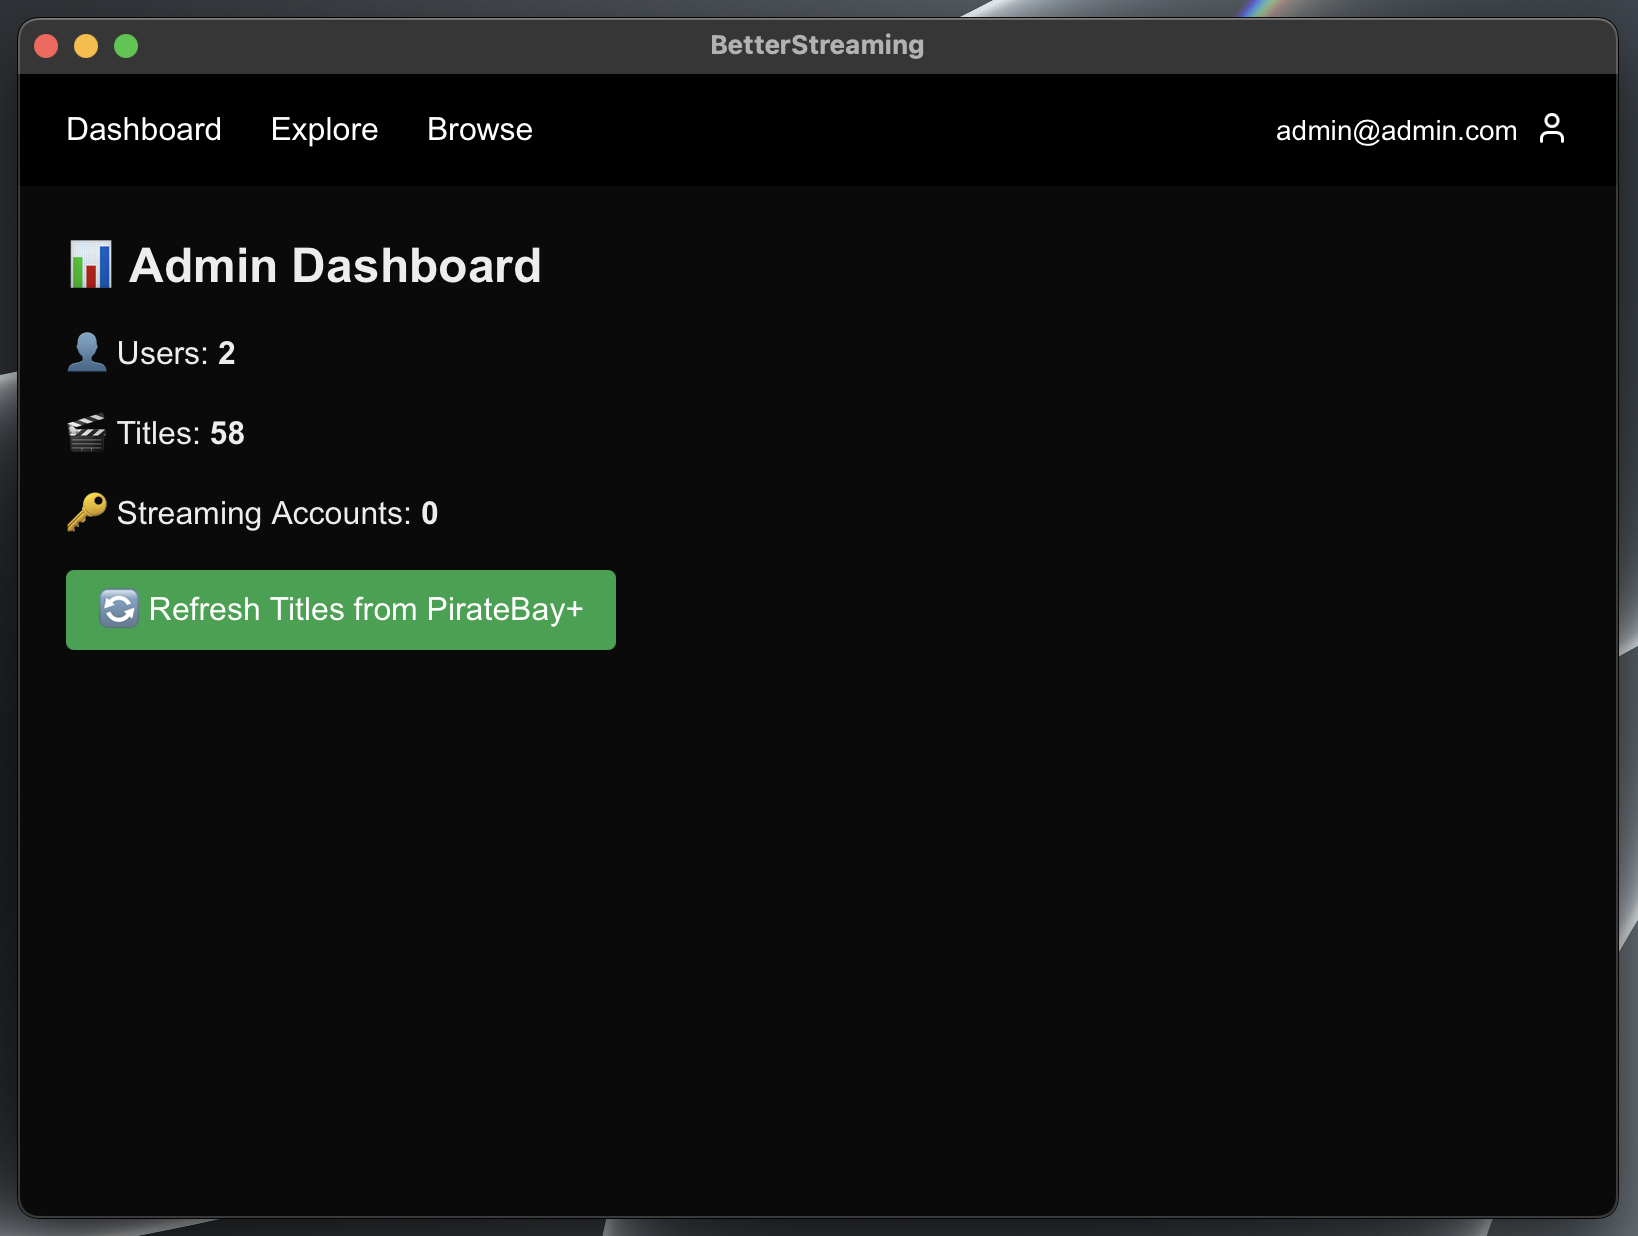 BetterStreaming
Dashboard Explore Browse admin@admin.com
Admin Dashboard
Users: 2
Titles: 58
Streaming Accounts: 0
Refresh Titles from PirateBay+